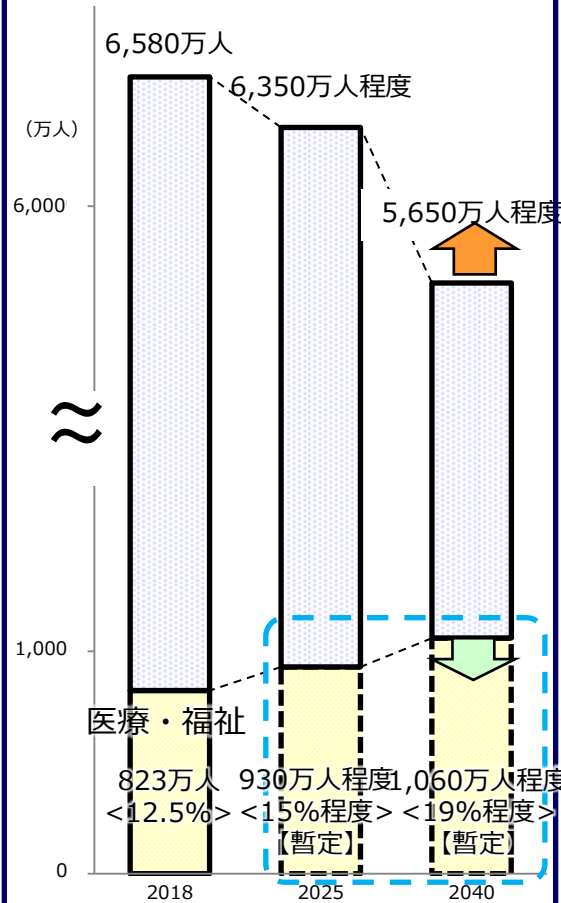 6,580万人
6,350万人程度
（万人）
6,000
5,650万人程度
≈
1,000
医療・福祉
823万人
<12.5%>
930万人程度
<15%程度>
【暫定】
1,060万人程度
<19%程度>
【暫定】
0
2018
2025
2040